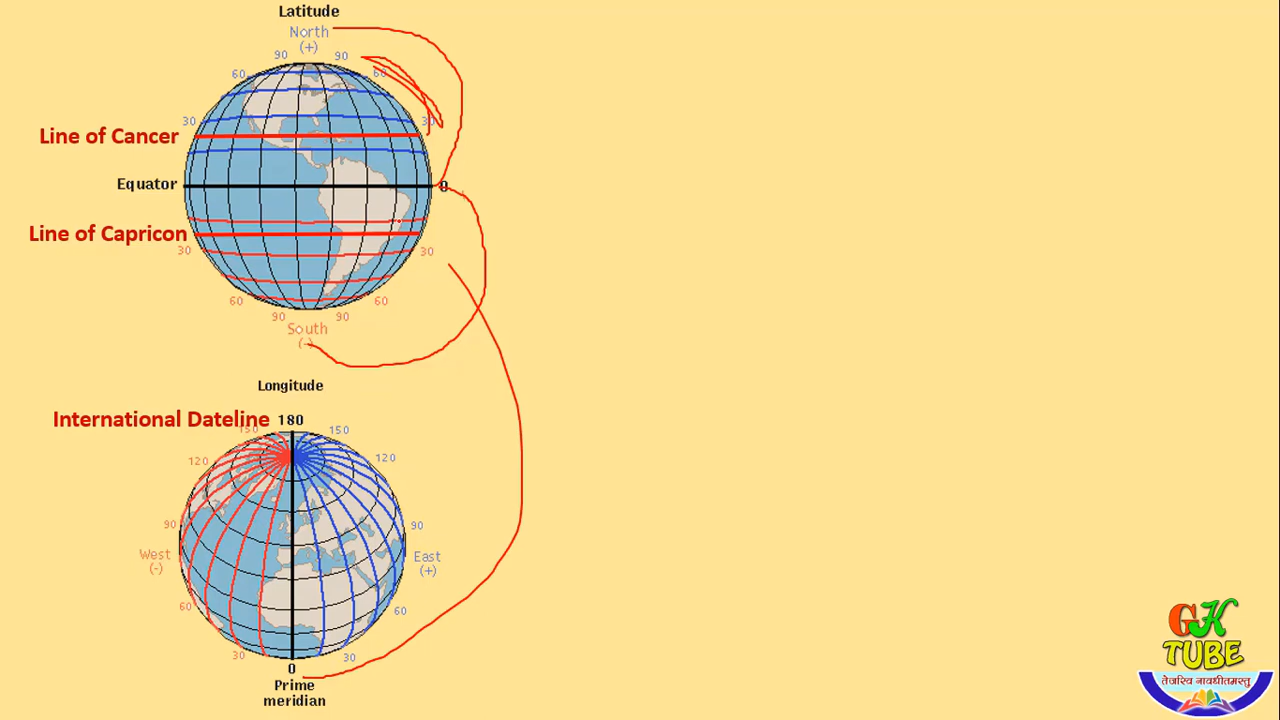 Latitude
North
(+)
90 90
60 60
30 30
Line of Cancer
Equator 0
Line of Capricon
30 30
60 60
90 90
South
(-)
Longitude
International Dateline 180
150 150
120 120
90 90
West East
(-) (+)
60 60
30 30
0
Prime
meridian
GK
TUBE
तेजस्वि नावधीतमस्तु